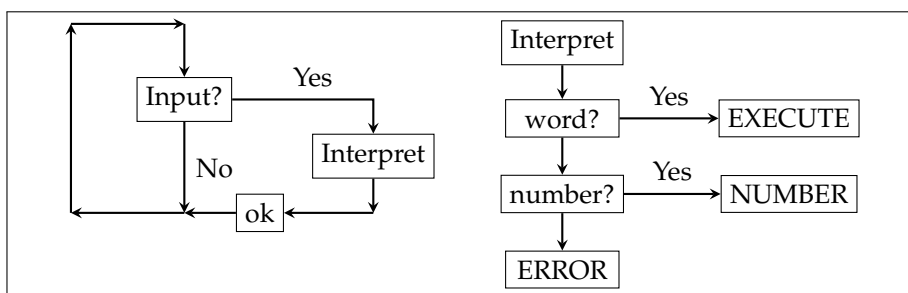 Input?
Yes
No
Interpret
ok
Interpret
word?
Yes
EXECUTE
number?
Yes
NUMBER
ERROR